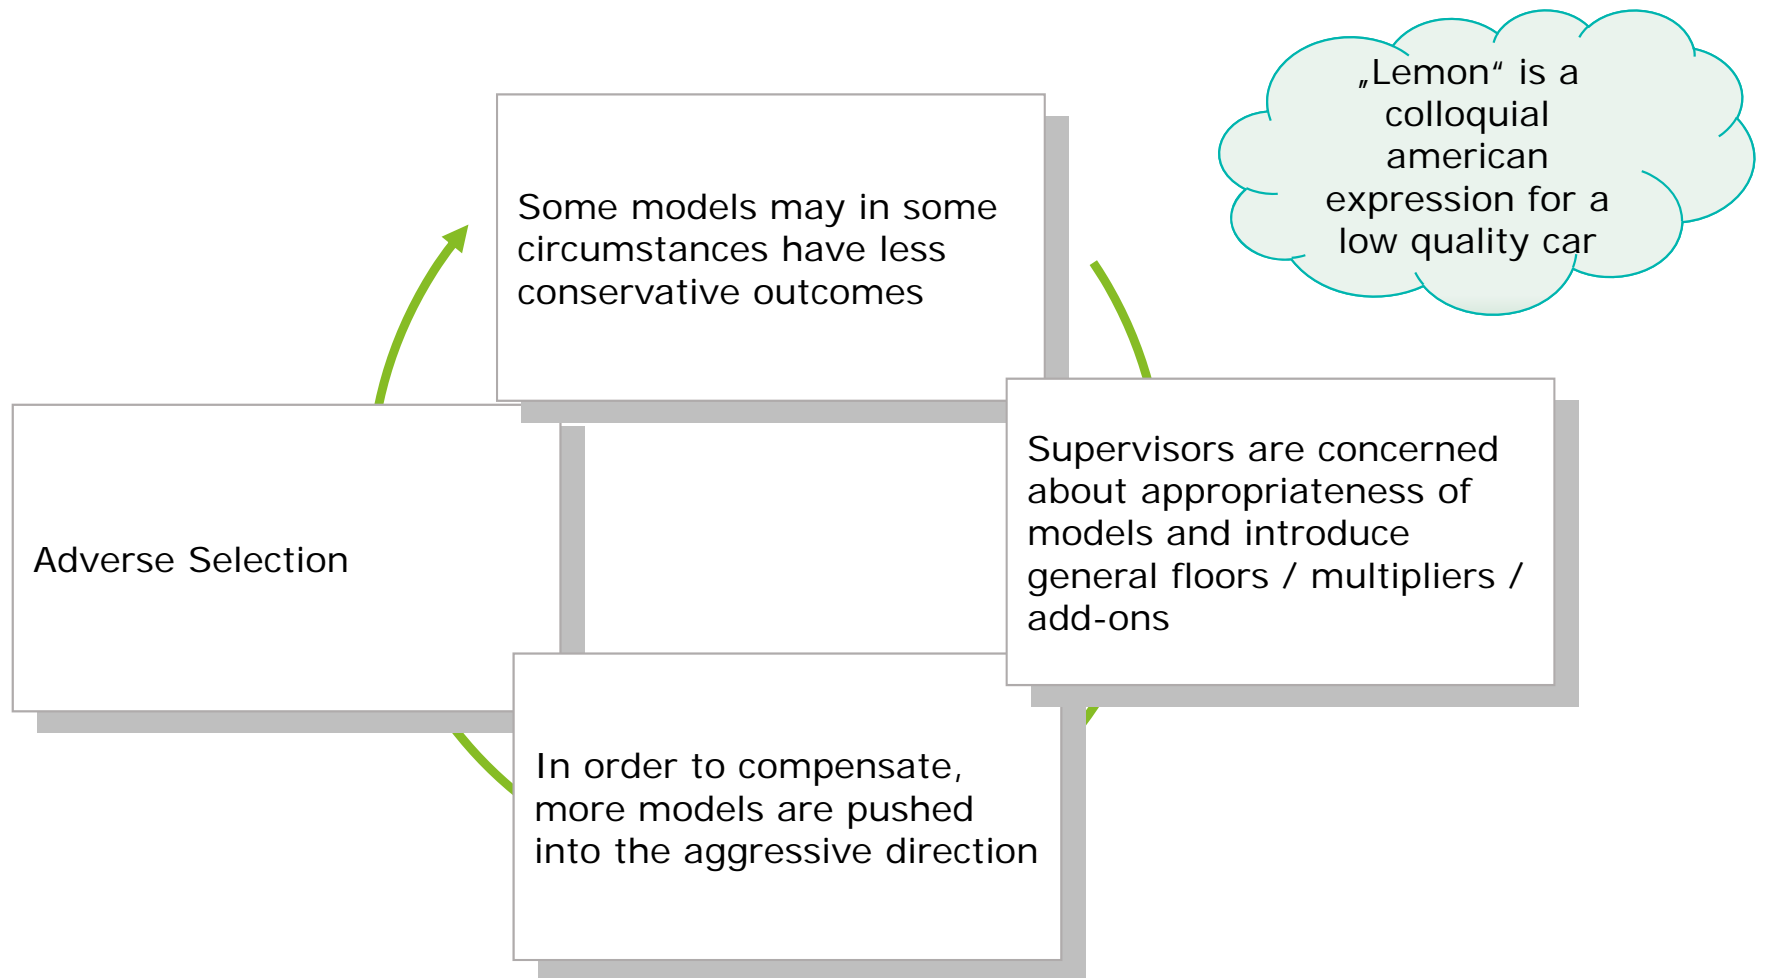 „Lemon“ is a
colloquial
american
expression for a
low quality car
Some models may in some
circumstances have less
conservative outcomes
Supervisors are concerned
about appropriateness of
models and introduce
general floors / multipliers /
add-ons
In order to compensate,
more models are pushed
into the aggressive direction
Adverse Selection